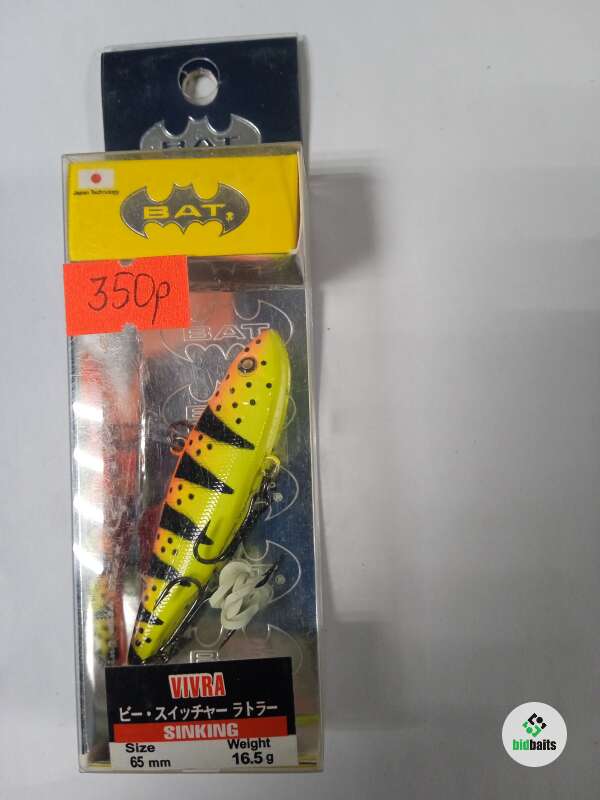 BAT
Japan Technology
BAT
350р
BAT
VIVRA
ビー・スイッチャー ラトラー
SINKING
Size
65 mm
Weight
16.5 g
bidbaits